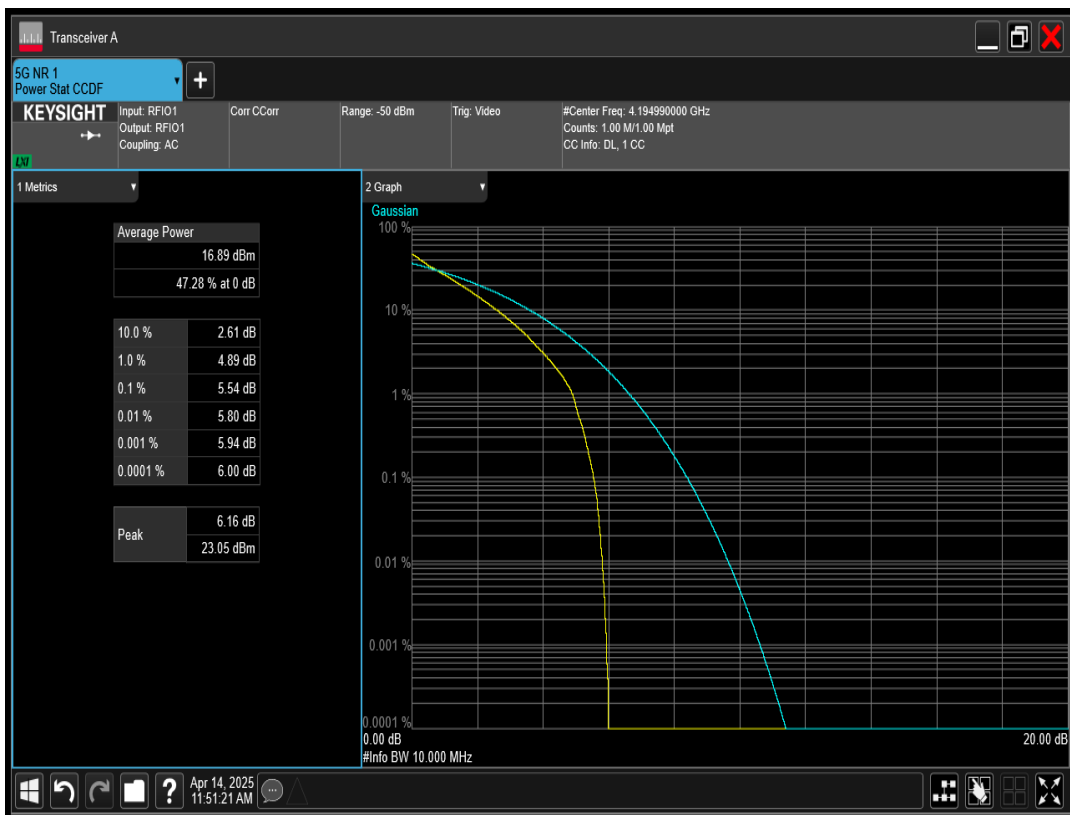 Transceiver A
5G NR 1
Power Stat CCDF
+
KEYSIGHT
LXI
Input: RFIO1
Output: RFIO1
Coupling: AC
Corr CCorr
Range: -50 dBm
Trig: Video
#Center Freq: 4.194990000 GHz
Counts: 1.00 M/1.00 Mpt
CC Info: DL, 1 CC
1 Metrics
Average Power
16.89 dBm
47.28 % at 0 dB
10.0 % 2.61 dB
1.0 % 4.89 dB
0.1 % 5.54 dB
0.01 % 5.80 dB
0.001 % 5.94 dB
0.0001 % 6.00 dB
Peak
6.16 dB
23.05 dBm
2 Graph
Gaussian
100 %
10 %
1 %
0.1 %
0.01 %
0.001 %
0.0001 %
0.00 dB 20.00 dB
#Info BW 10.000 MHz
?
Apr 14, 2025
11:51:21 AM